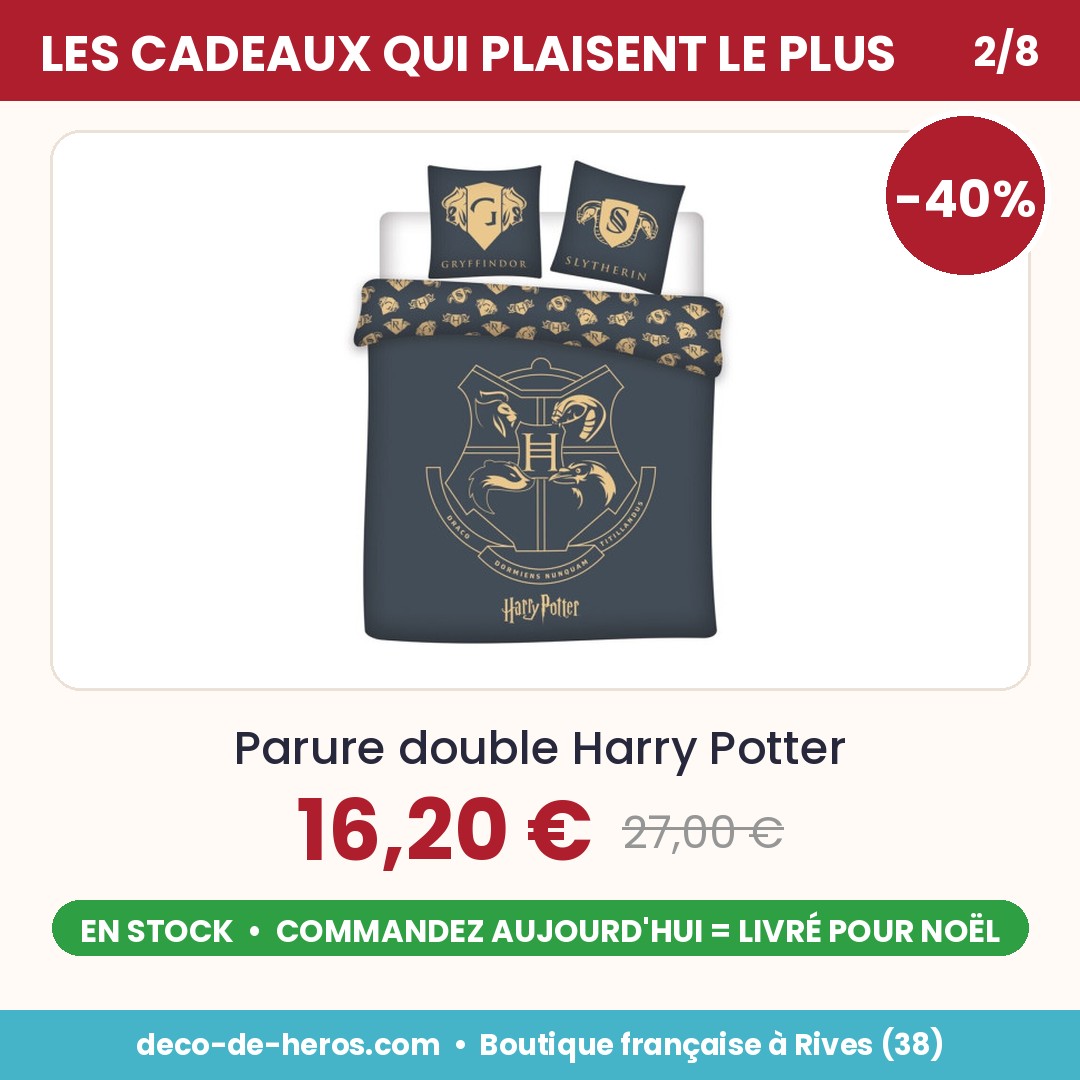 LES CADEAUX QUI PLAISENT LE PLUS 2/8
-40%
G
S
GRYFFINDOR
SLYTHERIN
H
DRACO
DORMIENS NUNQUAM
TITILLANDUS
Harry Potter
Parure double Harry Potter
16,20 € 27,00 €
EN STOCK • COMMANDEZ AUJOURD'HUI = LIVRÉ POUR NOËL
deco-de-heros.com • Boutique française à Rives (38)